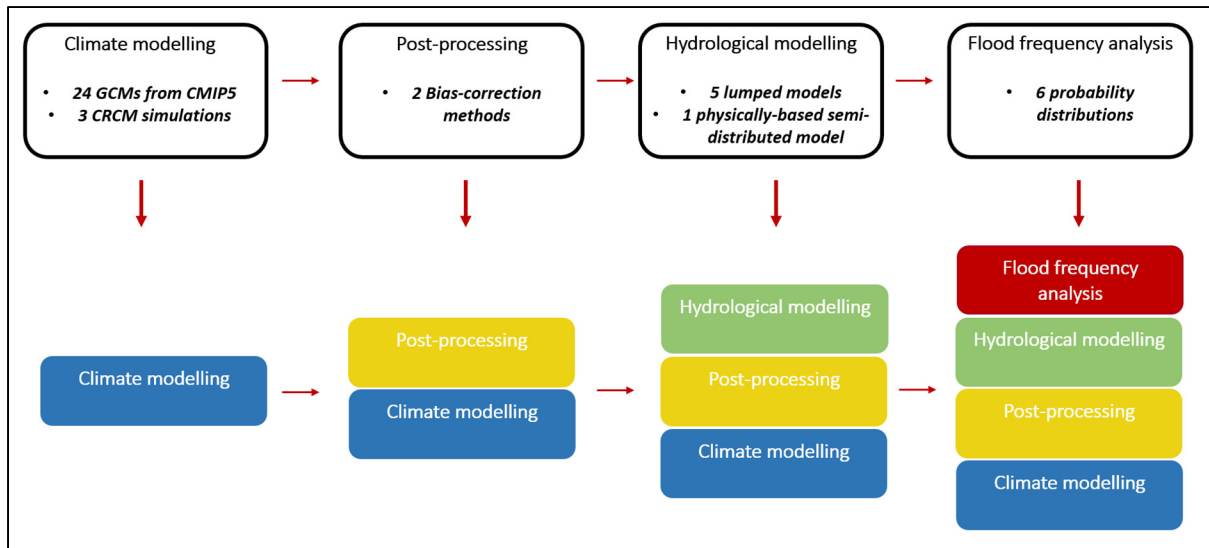 Climate modelling
• 24 GCMs from CMIP5
• 3 CRCM simulations
Post-processing
• 2 Bias-correction
methods
Hydrological modelling
• 5 lumped models
• 1 physically-based semi-
distributed model
Flood frequency analysis
• 6 probability
distributions
Climate modelling
Post-processing
Climate modelling
Hydrological modelling
Post-processing
Climate modelling
Flood frequency
analysis
Hydrological modelling
Post-processing
Climate modelling